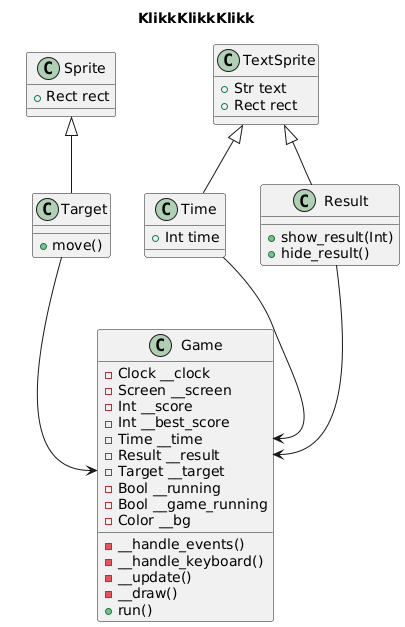 KlikkKlikkKlikk
C Sprite
Rect rect
C TextSprite
Str text
Rect rect
C Target
move()
C Time
Int time
C Result
show_result(Int)
hide_result()
C Game
Clock __clock
Screen __screen
Int __score
Int __best_score
Time __time
Result __result
Target __target
Bool __running
Bool __game_running
Color __bg
__handle_events()
__handle_keyboard()
__update()
__draw()
run()